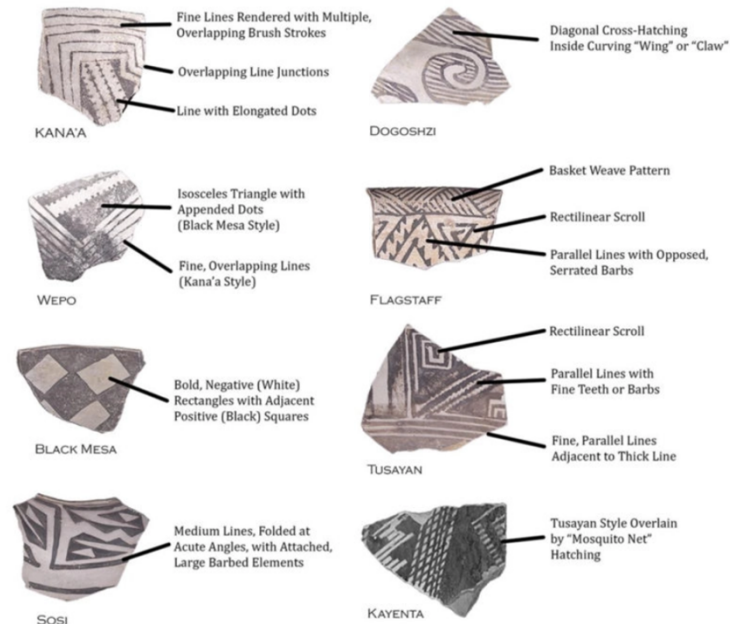 Fine Lines Rendered with Multiple,
Overlapping Brush Strokes
Overlapping Line Junctions
Line with Elongated Dots
KANA'A
Isosceles Triangle with
Appended Dots
(Black Mesa Style)
Fine, Overlapping Lines
(Kana'a Style)
WEPO
Bold, Negative (White)
Rectangles with Adjacent
Positive (Black) Squares
BLACK MESA
Medium Lines, Folded at
Acute Angles, with Attached,
Large Barbed Elements
SOSI
Diagonal Cross-Hatching
Inside Curving “Wing” or “Claw”
DOGOSHZI
Basket Weave Pattern
Rectilinear Scroll
Parallel Lines with Opposed,
Serrated Barbs
FLAGSTAFF
Rectilinear Scroll
Parallel Lines with
Fine Teeth or Barbs
Fine, Parallel Lines
Adjacent to Thick Line
TUSAYAN
Tusayan Style Overlain
by “Mosquito Net”
Hatching
KAYENTA